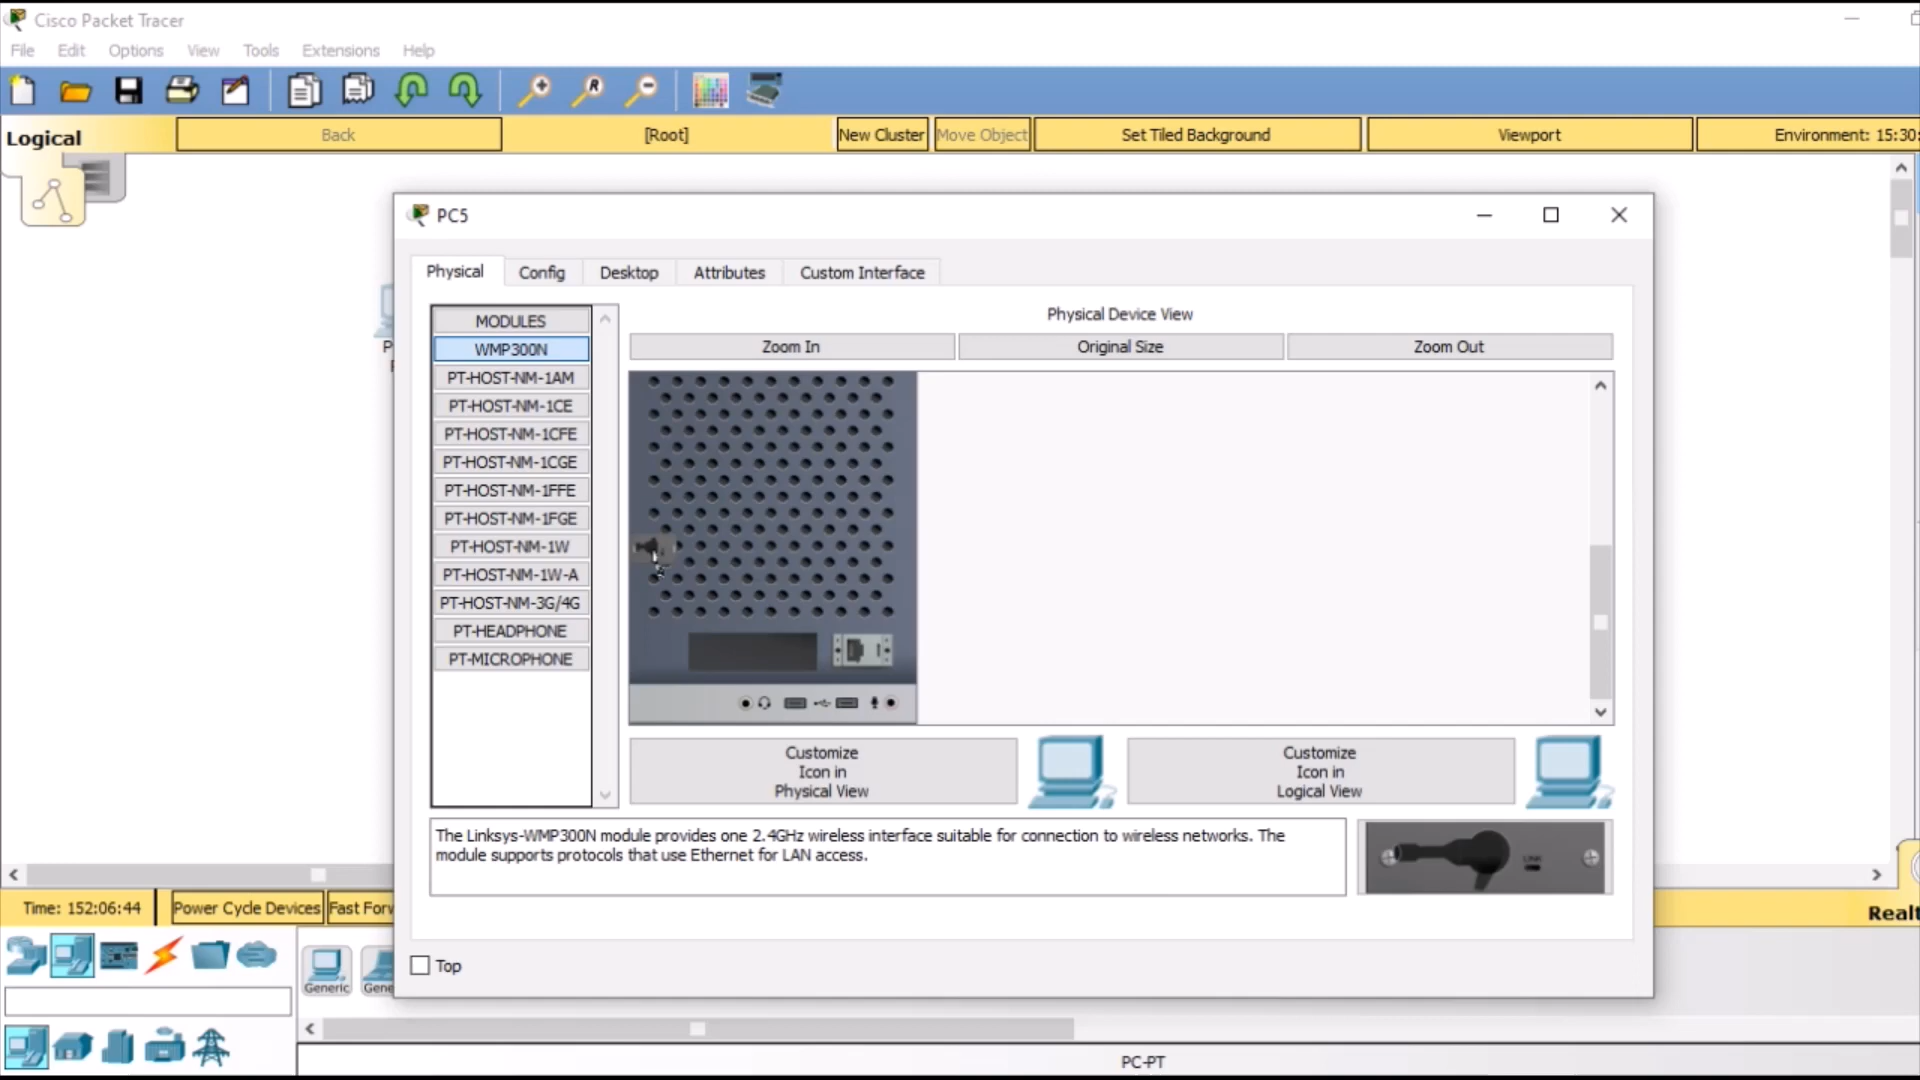 Cisco Packet Tracer
File Edit Options View Tools Extensions Help
R
Logical Back [Root] New Cluster Move Object Set Tiled Background Viewport Environment: 15:30:
PC5
Physical Config Desktop Attributes Custom Interface
MODULES
WMP300N
PT-HOST-NM-1AM
PT-HOST-NM-1CE
PT-HOST-NM-1CFE
PT-HOST-NM-1CGE
PT-HOST-NM-1FFE
PT-HOST-NM-1FGE
PT-HOST-NM-1W
PT-HOST-NM-1W-A
PT-HOST-NM-3G/4G
PT-HEADPHONE
PT-MICROPHONE
Physical Device View
Zoom In Original Size Zoom Out
Customize
Icon in
Physical View
Customize
Icon in
Logical View
The Linksys-WMP300N module provides one 2.4GHz wireless interface suitable for connection to wireless networks. The
module supports protocols that use Ethernet for LAN access.
LINK
Top
P
Time: 152:06:44 Power Cycle Devices Fast Forw Realt
Generic Gene
PC-PT